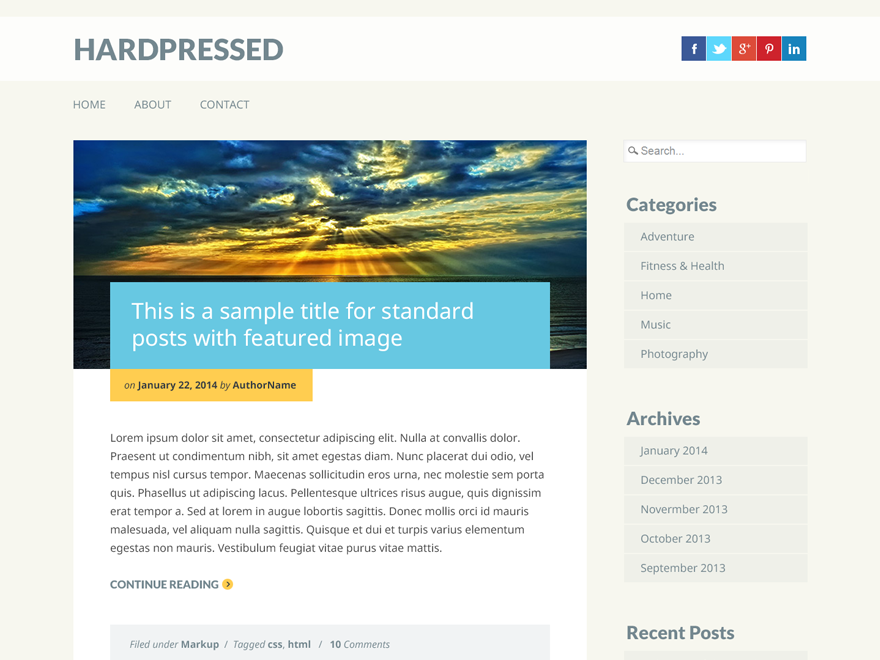 HARDPRESSED
f g+ in
HOME ABOUT CONTACT
This is a sample title for standard
posts with featured image
on January 22, 2014 by AuthorName
Lorem ipsum dolor sit amet, consectetur adipiscing elit. Nulla at convallis dolor.
Praesent ut condimentum nibh, sit amet egestas diam. Nunc placerat dui odio, vel
tempus nisl cursus tempor. Maecenas sollicitudin eros urna, nec molestie sem porta
quis. Phasellus ut adipiscing lacus. Pellentesque ultrices risus augue, quis dignissim
erat tempor a. Sed at lorem in augue lobortis sagittis. Donec mollis orci id mauris
malesuada, vel aliquam nulla sagittis. Quisque et dui et turpis varius elementum
egestas non mauris. Vestibulum feugiat vitae purus vitae mattis.
CONTINUE READING
Filed under Markup / Tagged css, html / 10 Comments
Search...
Categories
Adventure
Fitness & Health
Home
Music
Photography
Archives
January 2014
December 2013
Novermber 2013
October 2013
September 2013
Recent Posts